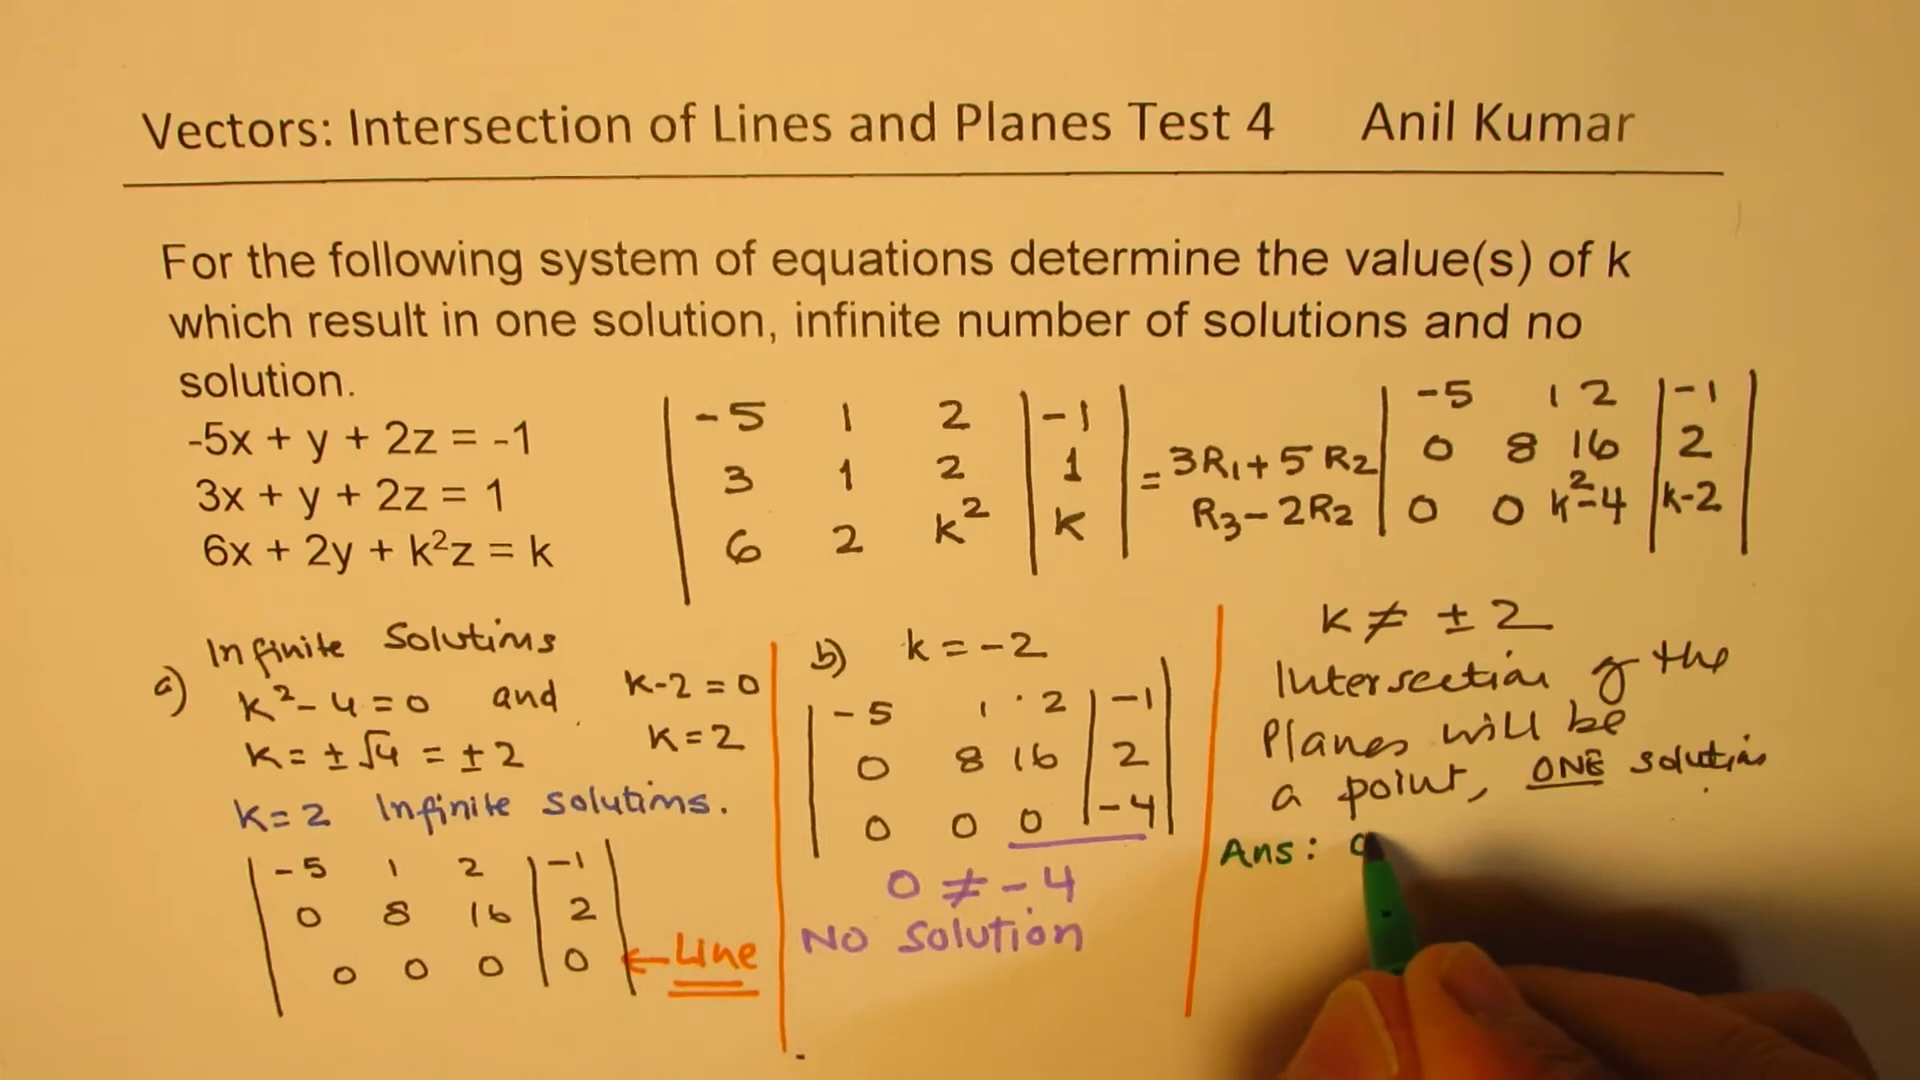 Vectors: Intersection of Lines and Planes Test 4 Anil Kumar
For the following system of equations determine the value(s) of k
which result in one solution, infinite number of solutions and no
solution.
-5x + y + 2z = -1
3x + y + 2z = 1
6x + 2y + k²z = k
-5 1 2 | -1
3 1 2 | 1
6 2 k² | k
= 3R₁ + 5R₂
R₃ - 2R₂
-5 1 2 | -1
0 8 16 | 2
0 0 k²-4 | k-2
a) Infinite Solutions
k² - 4 = 0 and k-2 = 0
k = ±√4 = ±2 k = 2
k = 2 Infinite solutions.
-5 1 2 | -1
0 8 16 | 2
0 0 0 | 0 ← Line
b) k = -2
-5 1 2 | -1
0 8 16 | 2
0 0 0 | -4
0 ≠ -4
No Solution
k ≠ ±2
Intersection of the
Planes will be
a point, ONE solution
Ans: